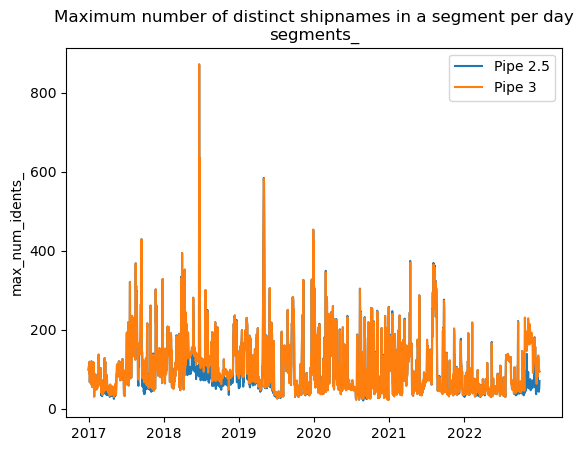 Maximum number of distinct shipnames in a segment per day
segments_
Pipe 2.5
Pipe 3
max_num_idents_
800
600
400
200
0
2017 2018 2019 2020 2021 2022